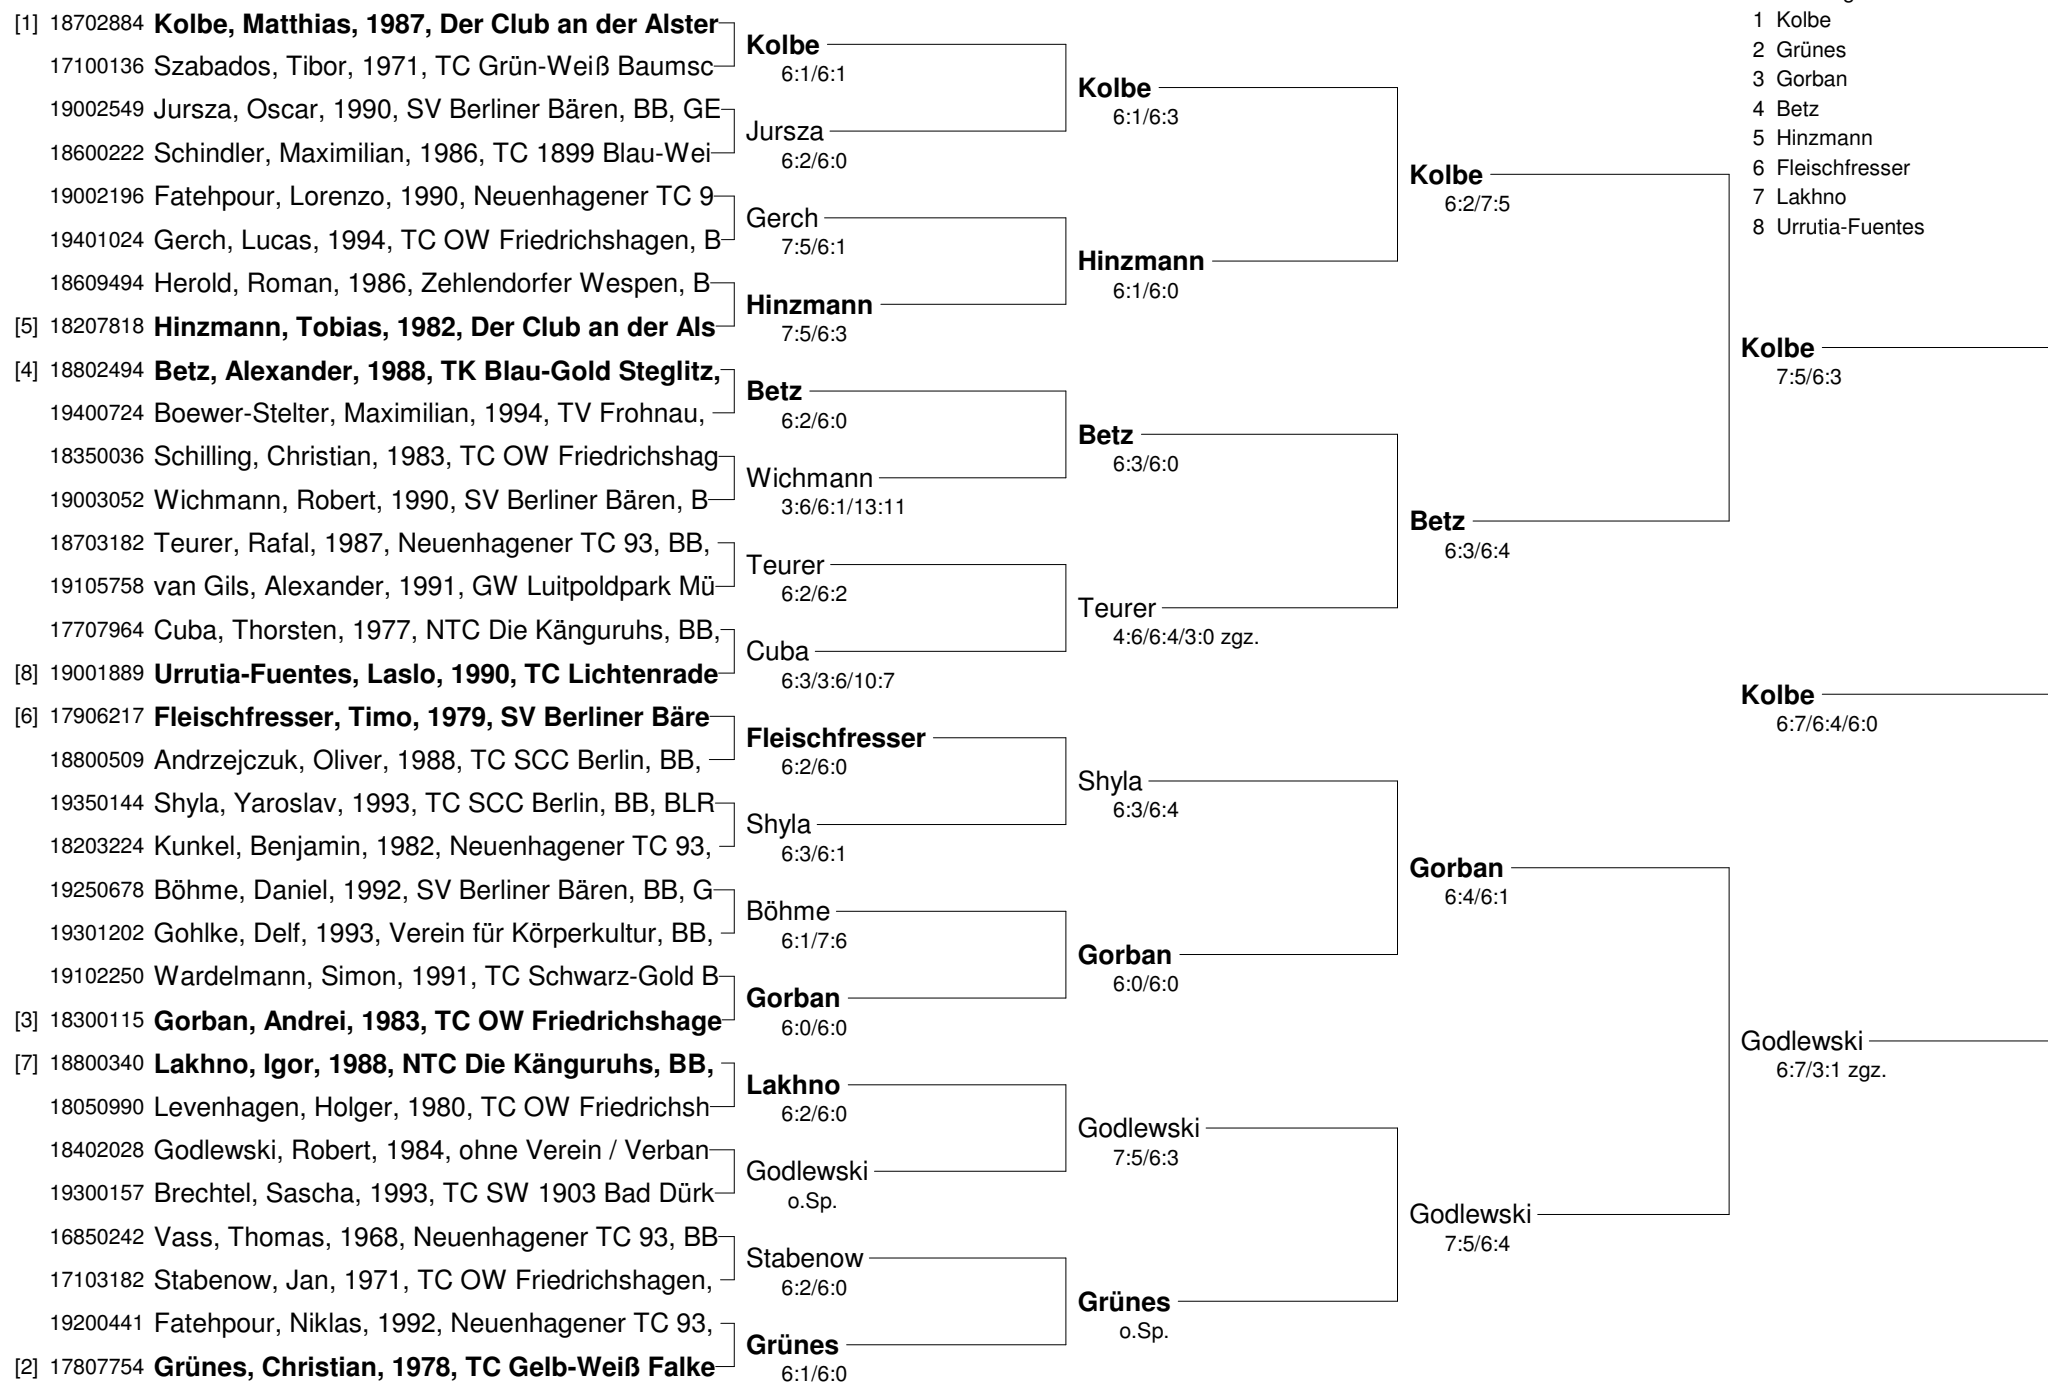 [1] 18702884 Kolbe, Matthias, 1987, Der Club an der Alster
17100136 Szabados, Tibor, 1971, TC Grün-Weiß Baumsc
19002549 Jursza, Oscar, 1990, SV Berliner Bären, BB, GE
18600222 Schindler, Maximilian, 1986, TC 1899 Blau-Wei
19002196 Fatehpour, Lorenzo, 1990, Neuenhagener TC 9
19401024 Gerch, Lucas, 1994, TC OW Friedrichshagen, B
18609494 Herold, Roman, 1986, Zehlendorfer Wespen, B
[5] 18207818 Hinzmann, Tobias, 1982, Der Club an der Als
[4] 18802494 Betz, Alexander, 1988, TK Blau-Gold Steglitz,
19400724 Boewer-Stelter, Maximilian, 1994, TV Frohnau,
18350036 Schilling, Christian, 1983, TC OW Friedrichshag
19003052 Wichmann, Robert, 1990, SV Berliner Bären, B
18703182 Teurer, Rafal, 1987, Neuenhagener TC 93, BB,
19105758 van Gils, Alexander, 1991, GW Luitpoldpark Mü
17707964 Cuba, Thorsten, 1977, NTC Die Känguruhs, BB,
[8] 19001889 Urrutia-Fuentes, Laslo, 1990, TC Lichtenrade
[6] 17906217 Fleischfresser, Timo, 1979, SV Berliner Bäre
18800509 Andrzejczuk, Oliver, 1988, TC SCC Berlin, BB,
19350144 Shyla, Yaroslav, 1993, TC SCC Berlin, BB, BLR
18203224 Kunkel, Benjamin, 1982, Neuenhagener TC 93,
19250678 Böhme, Daniel, 1992, SV Berliner Bären, BB, G
19301202 Gohlke, Delf, 1993, Verein für Körperkultur, BB,
19102250 Wardelmann, Simon, 1991, TC Schwarz-Gold B
[3] 18300115 Gorban, Andrei, 1983, TC OW Friedrichshage
[7] 18800340 Lakhno, Igor, 1988, NTC Die Känguruhs, BB,
18050990 Levenhagen, Holger, 1980, TC OW Friedrichsh
18402028 Godlewski, Robert, 1984, ohne Verein / Verban
19300157 Brechtel, Sascha, 1993, TC SW 1903 Bad Dürk
16850242 Vass, Thomas, 1968, Neuenhagener TC 93, BB
17103182 Stabenow, Jan, 1971, TC OW Friedrichshagen,
19200441 Fatehpour, Niklas, 1992, Neuenhagener TC 93,
[2] 17807754 Grünes, Christian, 1978, TC Gelb-Weiß Falke
Kolbe
6:1/6:1
Jursza
6:2/6:0
Gerch
7:5/6:1
Hinzmann
7:5/6:3
Betz
6:2/6:0
Wichmann
3:6/6:1/13:11
Teurer
6:2/6:2
Cuba
6:3/3:6/10:7
Fleischfresser
6:2/6:0
Shyla
6:3/6:1
Böhme
6:1/7:6
Gorban
6:0/6:0
Lakhno
6:2/6:0
Godlewski
o.Sp.
Stabenow
6:2/6:0
Grünes
6:1/6:0
Kolbe
6:1/6:3
Hinzmann
6:1/6:0
Betz
6:3/6:0
Teurer
4:6/6:4/3:0 zgz.
Shyla
6:3/6:4
Gorban
6:0/6:0
Godlewski
7:5/6:3
Grünes
o.Sp.
Kolbe
6:2/7:5
Betz
6:3/6:4
Gorban
6:4/6:1
Godlewski
7:5/6:4
1 Kolbe
2 Grünes
3 Gorban
4 Betz
5 Hinzmann
6 Fleischfresser
7 Lakhno
8 Urrutia-Fuentes
Kolbe
7:5/6:3
Kolbe
6:7/6:4/6:0
Godlewski
6:7/3:1 zgz.